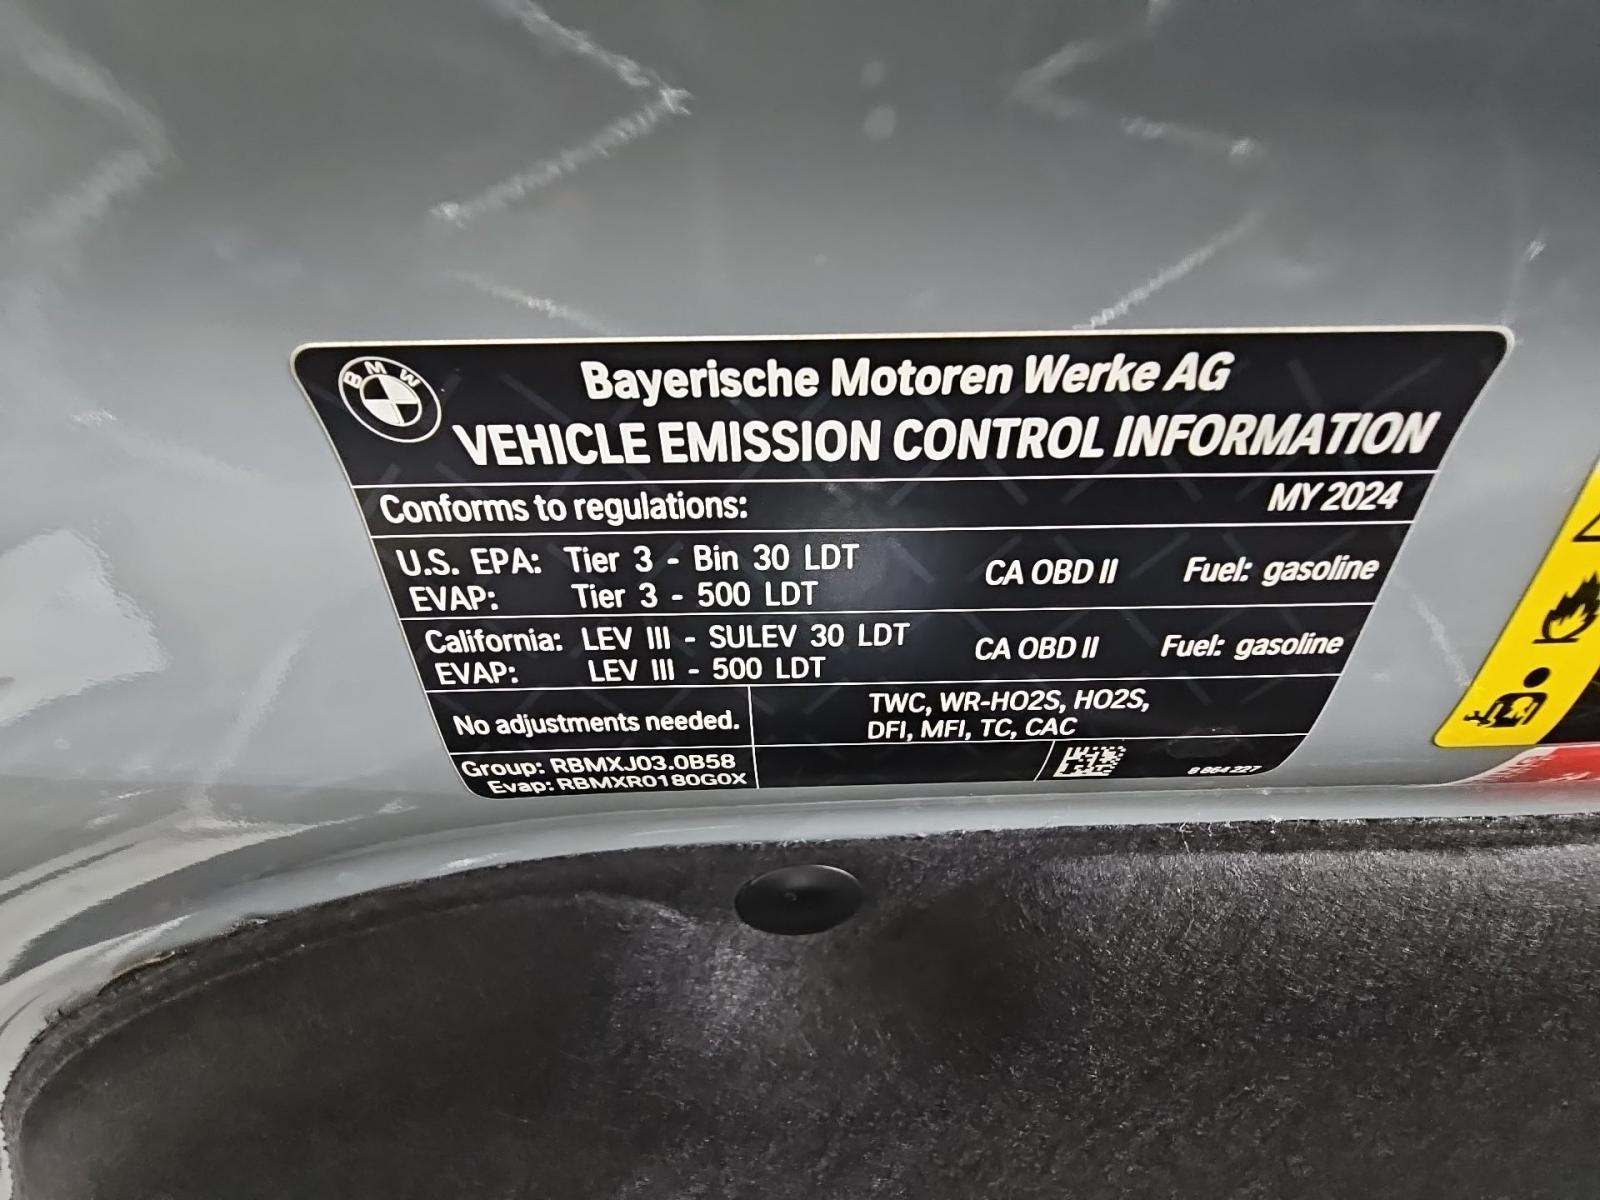 BMW
Bayerische Motoren Werke AG
VEHICLE EMISSION CONTROL INFORMATION
Conforms to regulations: MY 2024
U.S. EPA: Tier 3 - Bin 30 LDT CA OBD II Fuel: gasoline
EVAP: Tier 3 - 500 LDT
California: LEV III - SULEV 30 LDT CA OBD II Fuel: gasoline
EVAP: LEV III - 500 LDT
No adjustments needed. TWC, WR-HO2S, HO2S,
DFI, MFI, TC, CAC
Group: RBMXJ03.0B58
Evap: RBMXR0180G0X
8 864 227